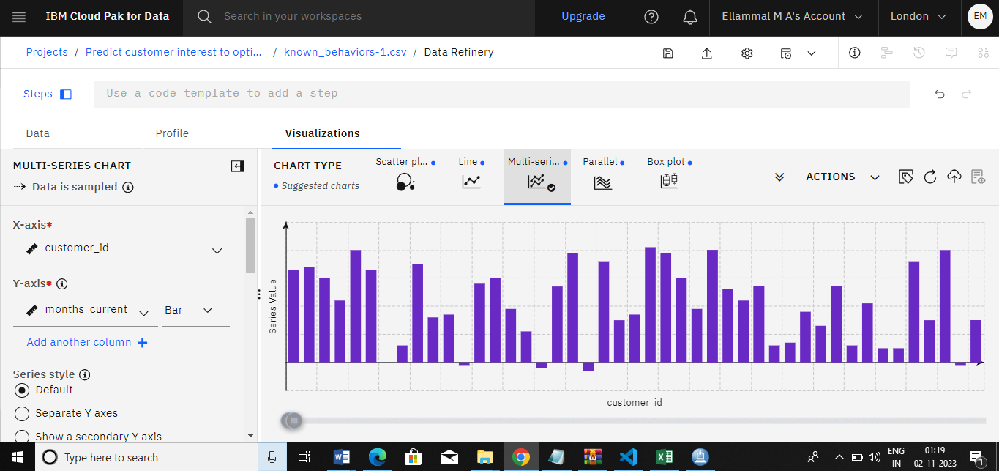 IBM Cloud Pak for Data
Search in your workspaces
Upgrade
Ellammal M A's Account
London
EM
Projects / Predict customer interest to opti... / known_behaviors-1.csv / Data Refinery
Steps
Use a code template to add a step
Data
Profile
Visualizations
MULTI-SERIES CHART
Data is sampled
CHART TYPE
Suggested charts
Scatter pl...
Line
Multi-seri...
Parallel
Box plot
ACTIONS
X-axis*
customer_id
Y-axis*
months_current_
Bar
Add another column +
Series style
Default
Separate Y axes
Show a secondary Y axis
Series Value
customer_id
Type here to search
ENG
IN
01:19
02-11-2023
1